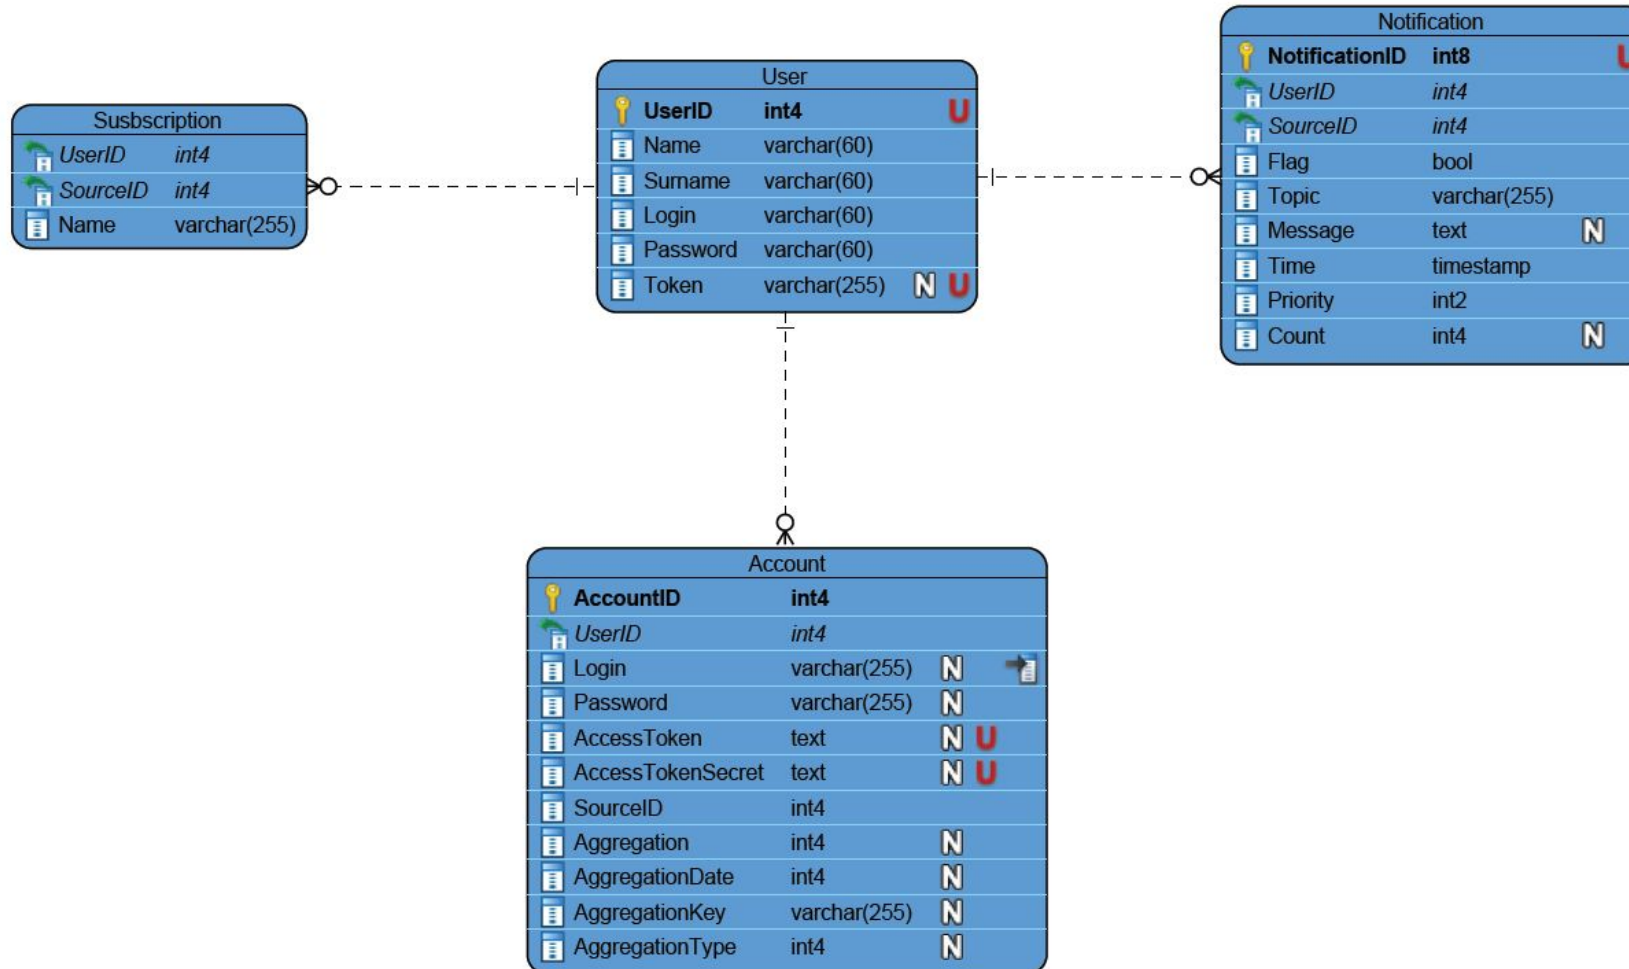 Susbscription
UserID int4
SourceID int4
Name varchar(255)
User
UserID int4 U
Name varchar(60)
Surname varchar(60)
Login varchar(60)
Password varchar(60)
Token varchar(255) N U
Notification
NotificationID int8 U
UserID int4
SourceID int4
Flag bool
Topic varchar(255)
Message text N
Time timestamp
Priority int2
Count int4 N
Account
AccountID int4
UserID int4
Login varchar(255) N
Password varchar(255) N
AccessToken text N U
AccessTokenSecret text N U
SourceID int4
Aggregation int4 N
AggregationDate int4 N
AggregationKey varchar(255) N
AggregationType int4 N